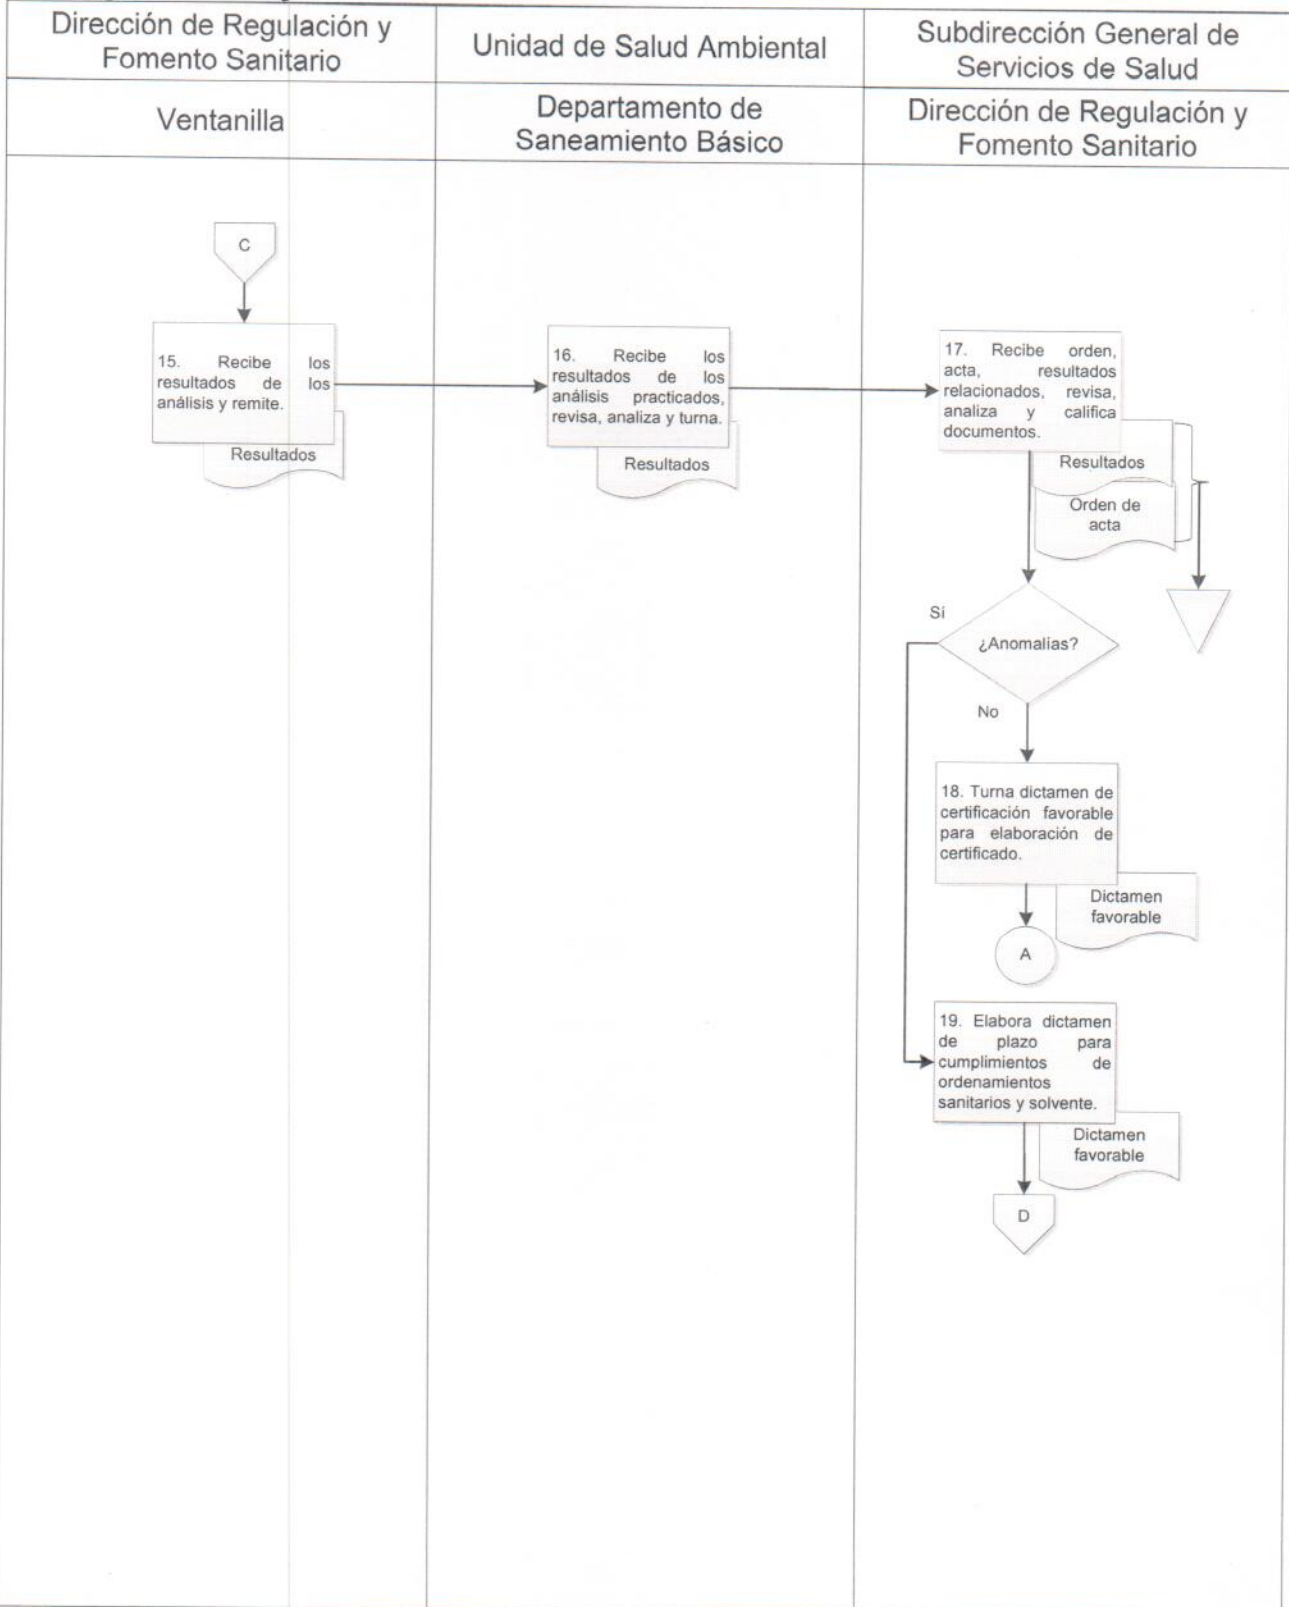 Dirección de Regulación y
Fomento Sanitario
Unidad de Salud Ambiental
Subdirección General de
Servicios de Salud
Ventanilla
Departamento de
Saneamiento Básico
Dirección de Regulación y
Fomento Sanitario
C
15. Recibe los
resultados de los
análisis y remite.
Resultados
16. Recibe los
resultados de los
análisis practicados,
revisa, analiza y turna.
Resultados
17. Recibe orden,
acta, resultados
relacionados, revisa,
analiza y califica
documentos.
Resultados
Orden de
acta
Sí
¿Anomalías?
No
18. Turna dictamen de
certificación favorable
para elaboración de
certificado.
Dictamen
favorable
A
19. Elabora dictamen
de plazo para
cumplimientos de
ordenamientos
sanitarios y solvente.
Dictamen
favorable
D